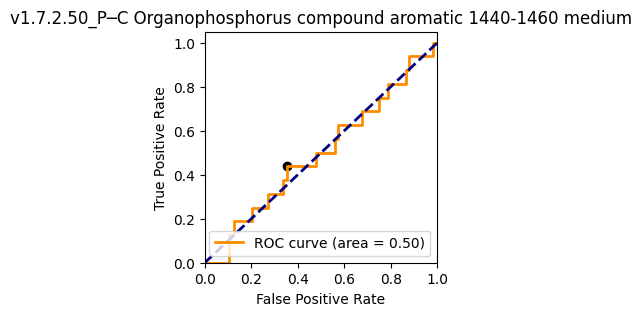 v1.7.2.50_P─C Organophosphorus compound aromatic 1440-1460 medium
1.0
0.8
0.6
0.4
0.2
0.0
True Positive Rate
ROC curve (area = 0.50)
0.0 0.2 0.4 0.6 0.8 1.0
False Positive Rate